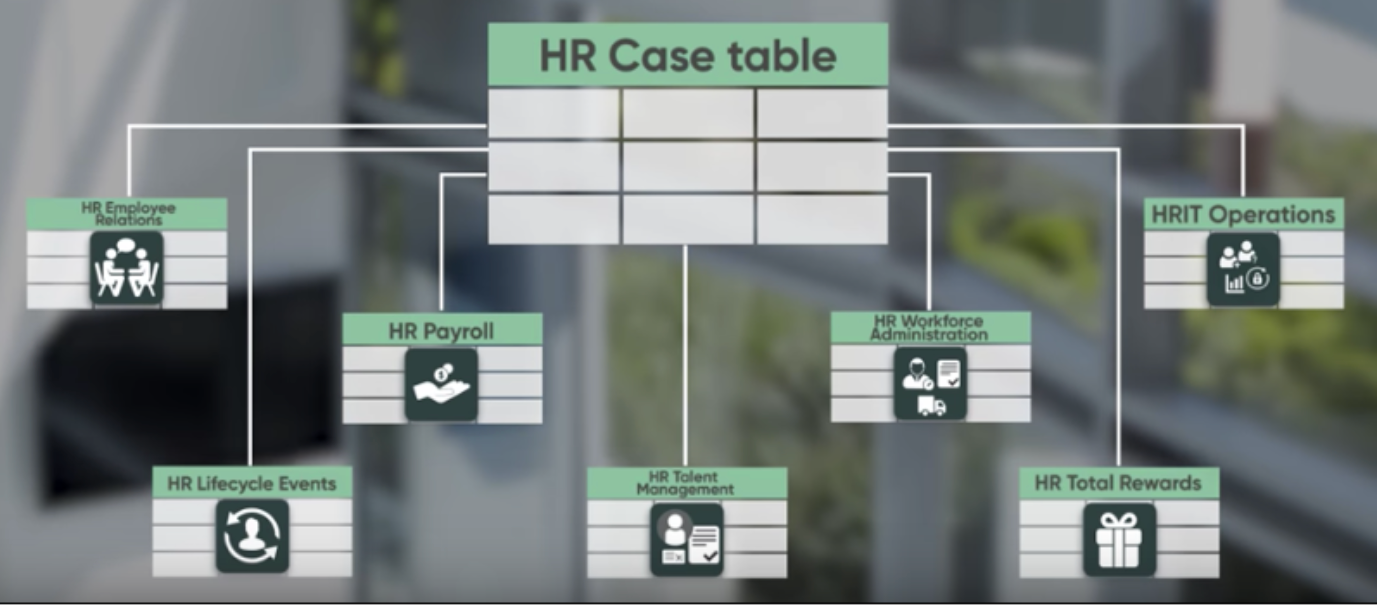 HR Case table
HR Employee
Relations
HRIT Operations
HR Payroll
HR Workforce
Administration
HR Lifecycle Events
HR Talent
Management
HR Total Rewards